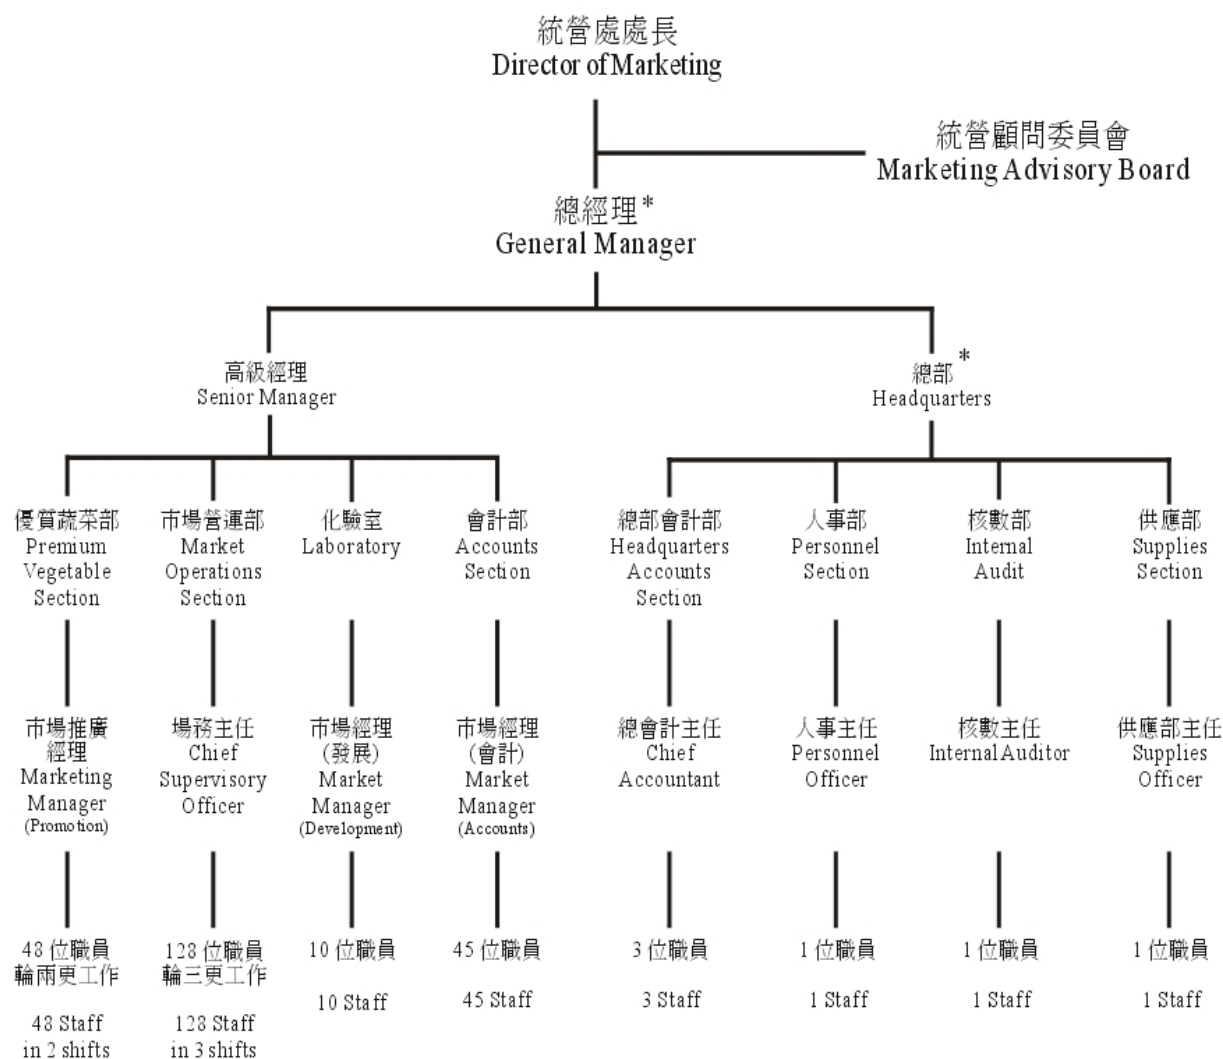 統營處處長
Director of Marketing
統營顧問委員會
Marketing Advisory Board
總經理*
General Manager
高級經理
Senior Manager
總部*
Headquarters
優質蔬菜部
Premium
Vegetable
Section
市場營運部
Market
Operations
Section
化驗室
Laboratory
會計部
Accounts
Section
總部會計部
Headquarters
Accounts
Section
人事部
Personnel
Section
核數部
Internal
Audit
供應部
Supplies
Section
市場推廣
經理
Marketing
Manager
(Promotion)
場務主任
Chief
Supervisory
Officer
市場經理
(發展)
Market
Manager
(Development)
市場經理
(會計)
Market
Manager
(Accounts)
總會計主任
Chief
Accountant
人事主任
Personnel
Officer
核數主任
Internal Auditor
供應部主任
Supplies
Officer
48 位職員
輪兩更工作
48 Staff
in 2 shifts
128 位職員
輪三更工作
128 Staff
in 3 shifts
10 位職員
10 Staff
45 位職員
45 Staff
3 位職員
3 Staff
1 位職員
1 Staff
1 位職員
1 Staff
1 位職員
1 Staff